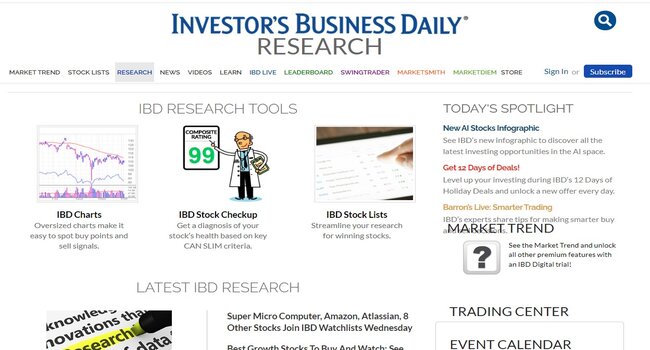 INVESTOR'S BUSINESS DAILY®
RESEARCH
MARKET TREND STOCK LISTS RESEARCH NEWS VIDEOS LEARN IBD LIVE LEADERBOARD SWINGTRADER MARKETSMITH MARKETDIEM STORE
Sign In or Subscribe
IBD RESEARCH TOOLS
COMPOSITE
RATING
99
IBD Charts
Oversized charts make it
easy to spot buy points and
sell signals.
IBD Stock Checkup
Get a diagnosis of your
stock's health based on key
CAN SLIM criteria.
IBD Stock Lists
Streamline your research
for winning stocks.
TODAY'S SPOTLIGHT
New AI Stocks Infographic
See IBD's new infographic to discover all the
latest investing opportunities in the AI space.
Get 12 Days of Deals!
Level up your investing during IBD's 12 Days of
Holiday Deals and unlock a new offer every day.
Barron's Live: Smarter Trading
IBD's experts share tips for making smarter buy
MARKET TREND
?
See the Market Trend and unlock
all other premium features with
an IBD Digital trial!
LATEST IBD RESEARCH
knowledge
innovations that
Research
of data
Super Micro Computer, Amazon, Atlassian, 8
Other Stocks Join IBD Watchlists Wednesday
Best Growth Stocks To Buy And Watch: See
TRADING CENTER
EVENT CALENDAR